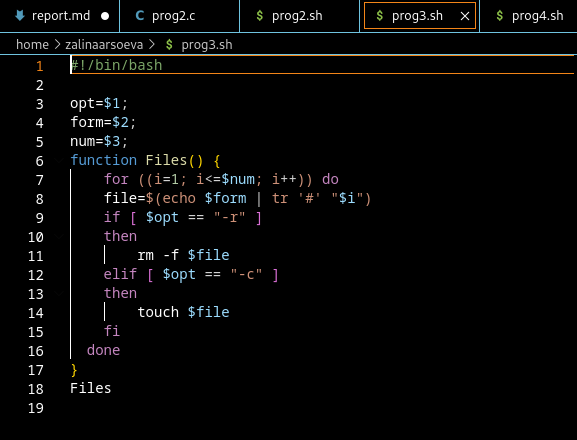 report.md ● C prog2.c $ prog2.sh $ prog3.sh × $ prog4.sh
home > zalinaarsoeva > $ prog3.sh
1 #!/bin/bash
2
3 opt=$1;
4 form=$2;
5 num=$3;
6 function Files() {
7     for ((i=1; i<=$num; i++)) do
8     file=$(echo $form | tr '#' "$i")
9     if [ $opt == "-r" ]
10     then
11         rm -f $file
12     elif [ $opt == "-c" ]
13     then
14         touch $file
15     fi
16   done
17 }
18 Files
19